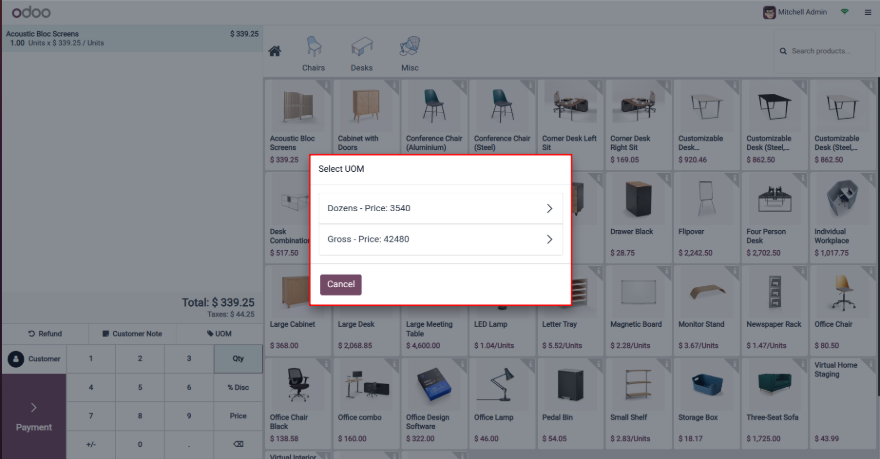 odoo
Mitchell Admin
Acoustic Bloc Screens $ 339.25
1.00 Units x $ 339.25 / Units
Chairs Desks Misc
Search products...
Acoustic Bloc Screens
$ 339.25
Cabinet with Doors
Conference Chair (Aluminium)
Conference Chair (Steel)
Corner Desk Left Sit
Corner Desk Right Sit
$ 169.05
Customizable Desk...
$ 920.46
Customizable Desk (Steel,...
$ 862.50
Customizable Desk (Steel,...
$ 862.50
Select UOM
Dozens - Price: 3540
Gross - Price: 42480
Cancel
Desk Combination
$ 517.50
Drawer Black
$ 28.75
Flipover
$ 2,242.50
Four Person Desk
$ 2,702.50
Individual Workplace
$ 1,017.75
Large Cabinet
$ 368.00
Large Desk
$ 2,068.85
Large Meeting Table
$ 4,600.00
LED Lamp
$ 1.04/Units
Letter Tray
$ 5.52/Units
Magnetic Board
$ 2.28/Units
Monitor Stand
$ 3.67/Units
Newspaper Rack
$ 1.47/Units
Office Chair
$ 80.50
Office Chair Black
$ 138.58
Office combo
$ 160.00
Office Design Software
$ 322.00
Office Lamp
$ 46.00
Pedal Bin
$ 54.05
Small Shelf
$ 2.83/Units
Storage Box
$ 18.17
Three-Seat Sofa
$ 1,725.00
Virtual Home Staging
$ 43.99
Virtual Interior
Total: $ 339.25
Taxes: $ 44.25
Refund Customer Note UOM
Customer 1 2 3 Qty
4 5 6 % Disc
7 8 9 Price
Payment
+/- 0 .